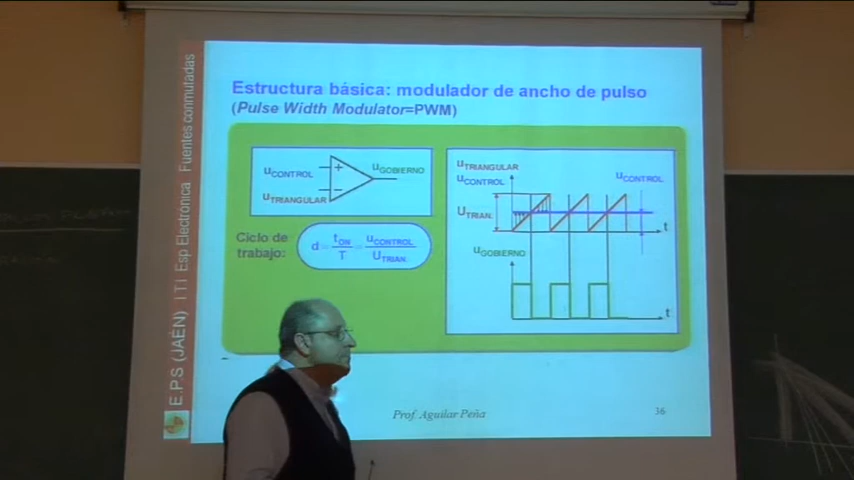 Estructura básica: modulador de ancho de pulso
(Pulse Width Modulator=PWM)
uCONTROL
uTRIANGULAR
+
−
uGOBIERNO
Ciclo de
trabajo:
d = tON / T = uCONTROL / UTRIAN.
uTRIANGULAR
uCONTROL
uCONTROL
UTRIAN.
t
uGOBIERNO
t
Prof. Aguilar Peña
36
E.P.S (JAÉN) ITI Esp Electrónica Fuentes conmutadas